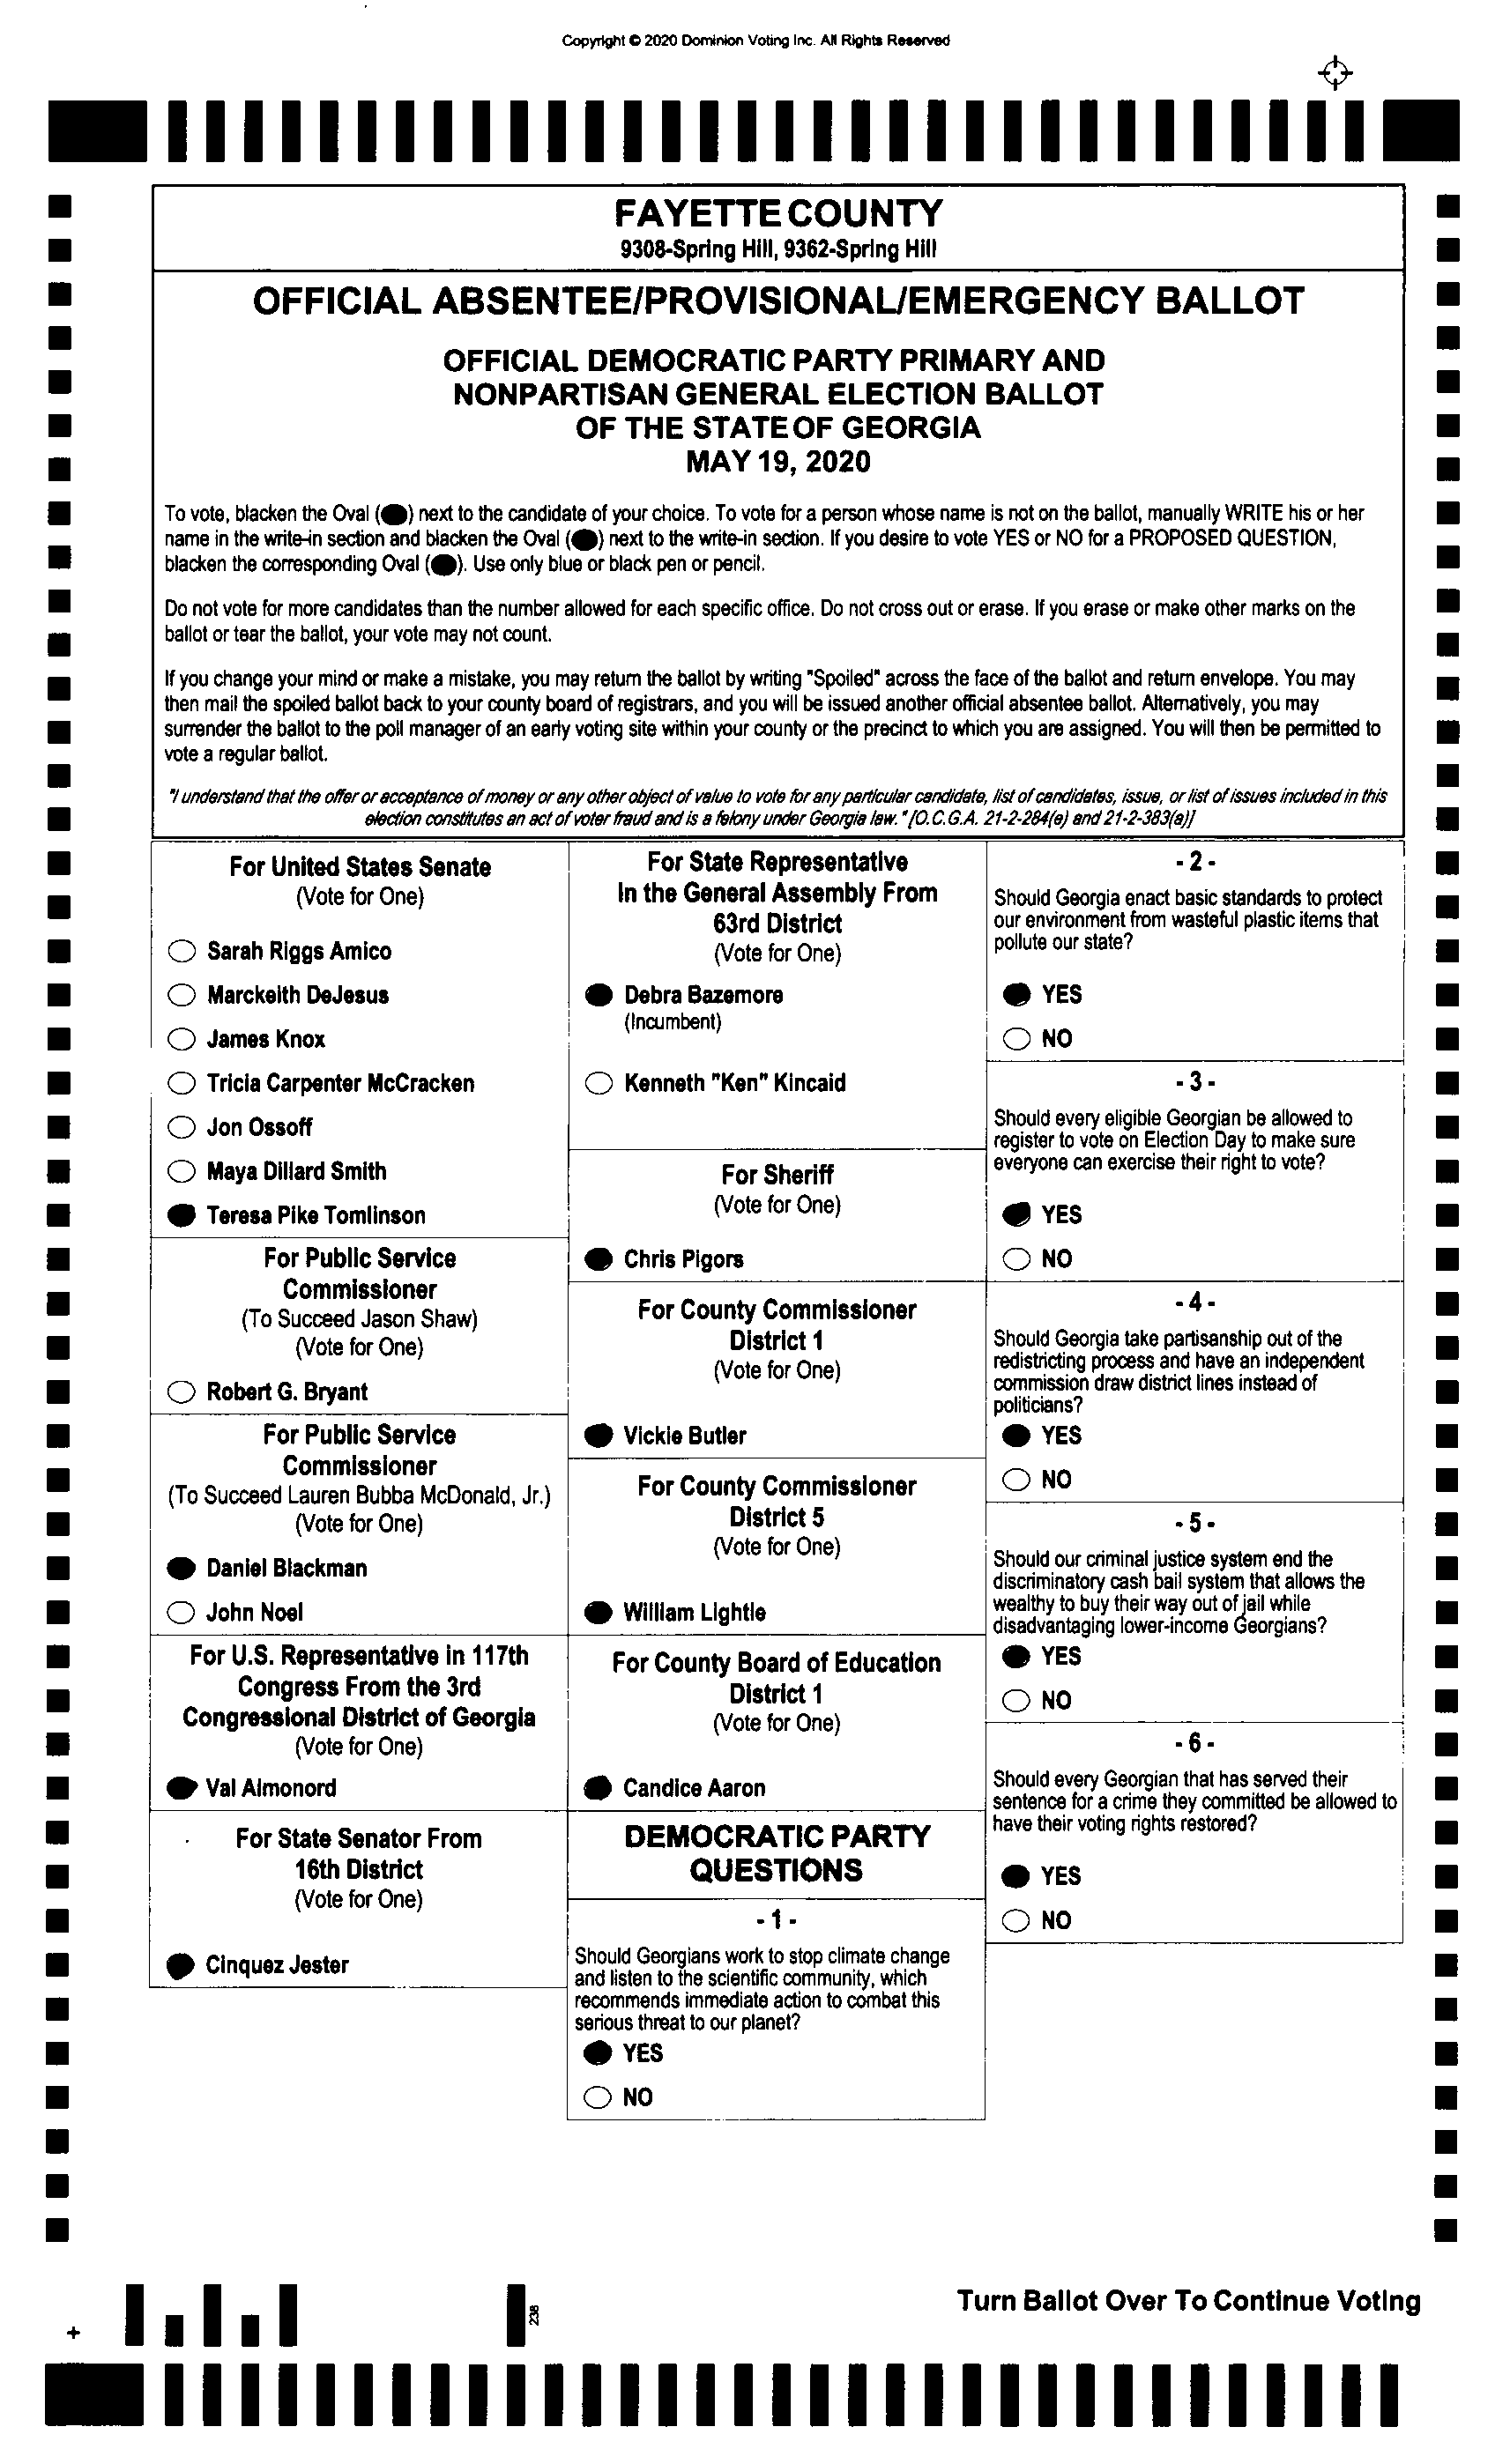 Copyright © 2020 Dominion Voting Inc. All Rights Reserved
FAYETTE COUNTY
9308-Spring Hill, 9362-Spring Hill
OFFICIAL ABSENTEE/PROVISIONAL/EMERGENCY BALLOT
OFFICIAL DEMOCRATIC PARTY PRIMARY AND
NONPARTISAN GENERAL ELECTION BALLOT
OF THE STATE OF GEORGIA
MAY 19, 2020
To vote, blacken the Oval ( ) next to the candidate of your choice. To vote for a person whose name is not on the ballot, manually WRITE his or her
name in the write-in section and blacken the Oval ( ) next to the write-in section. If you desire to vote YES or NO for a PROPOSED QUESTION,
blacken the corresponding Oval ( ). Use only blue or black pen or pencil.
Do not vote for more candidates than the number allowed for each specific office. Do not cross out or erase. If you erase or make other marks on the
ballot or tear the ballot, your vote may not count.
If you change your mind or make a mistake, you may return the ballot by writing "Spoiled" across the face of the ballot and return envelope. You may
then mail the spoiled ballot back to your county board of registrars, and you will be issued another official absentee ballot. Alternatively, you may
surrender the ballot to the poll manager of an early voting site within your county or the precinct to which you are assigned. You will then be permitted to
vote a regular ballot.
"I understand that the offer or acceptance of money or any other object of value to vote for any particular candidate, list of candidates, issue, or list of issues included in this
election constitutes an act of voter fraud and is a felony under Georgia law." [O.C.G.A. 21-2-284(e) and 21-2-383(a)]
For United States Senate
(Vote for One)
Sarah Riggs Amico
Marckeith DeJesus
James Knox
Tricia Carpenter McCracken
Jon Ossoff
Maya Dillard Smith
Teresa Pike Tomlinson
For Public Service
Commissioner
(To Succeed Jason Shaw)
(Vote for One)
Robert G. Bryant
For Public Service
Commissioner
(To Succeed Lauren Bubba McDonald, Jr.)
(Vote for One)
Daniel Blackman
John Noel
For U.S. Representative in 117th
Congress From the 3rd
Congressional District of Georgia
(Vote for One)
Val Almonord
For State Senator From
16th District
(Vote for One)
Cinquez Jester
For State Representative
In the General Assembly From
63rd District
(Vote for One)
Debra Bazemore
(Incumbent)
Kenneth "Ken" Kincaid
For Sheriff
(Vote for One)
Chris Pigors
For County Commissioner
District 1
(Vote for One)
Vickie Butler
For County Commissioner
District 5
(Vote for One)
William Lightle
For County Board of Education
District 1
(Vote for One)
Candice Aaron
DEMOCRATIC PARTY
QUESTIONS
- 1 -
Should Georgians work to stop climate change
and listen to the scientific community, which
recommends immediate action to combat this
serious threat to our planet?
YES
NO
- 2 -
Should Georgia enact basic standards to protect
our environment from wasteful plastic items that
pollute our state?
YES
NO
- 3 -
Should every eligible Georgian be allowed to
register to vote on Election Day to make sure
everyone can exercise their right to vote?
YES
NO
- 4 -
Should Georgia take partisanship out of the
redistricting process and have an independent
commission draw district lines instead of
politicians?
YES
NO
- 5 -
Should our criminal justice system end the
discriminatory cash bail system that allows the
wealthy to buy their way out of jail while
disadvantaging lower-income Georgians?
YES
NO
- 6 -
Should every Georgian that has served their
sentence for a crime they committed be allowed to
have their voting rights restored?
YES
NO
238
Turn Ballot Over To Continue Voting